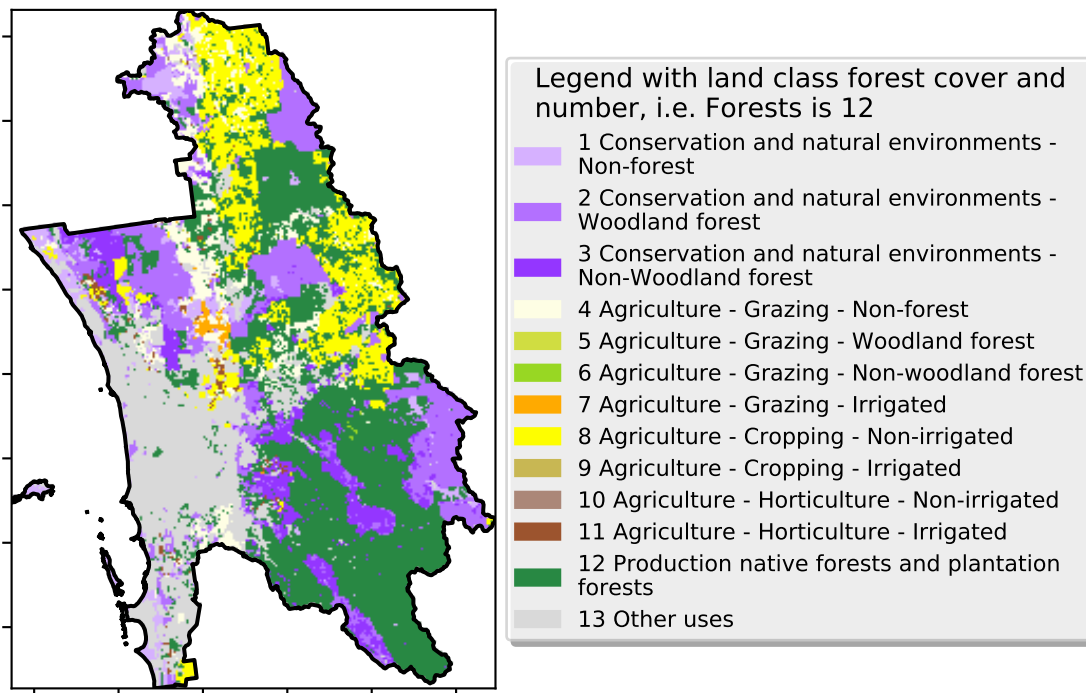 Legend with land class forest cover and
number, i.e. Forests is 12
1 Conservation and natural environments -
Non-forest
2 Conservation and natural environments -
Woodland forest
3 Conservation and natural environments -
Non-Woodland forest
4 Agriculture - Grazing - Non-forest
5 Agriculture - Grazing - Woodland forest
6 Agriculture - Grazing - Non-woodland forest
7 Agriculture - Grazing - Irrigated
8 Agriculture - Cropping - Non-irrigated
9 Agriculture - Cropping - Irrigated
10 Agriculture - Horticulture - Non-irrigated
11 Agriculture - Horticulture - Irrigated
12 Production native forests and plantation
forests
13 Other uses